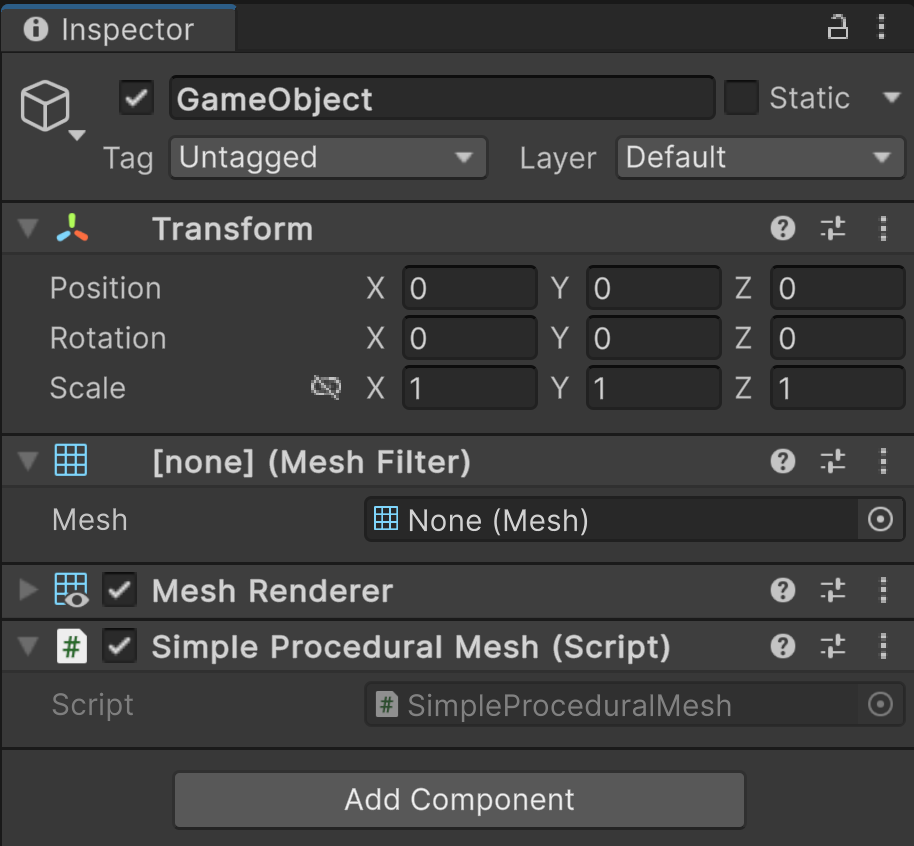 Inspector
GameObject Static
Tag Untagged Layer Default
Transform
Position X 0 Y 0 Z 0
Rotation X 0 Y 0 Z 0
Scale X 1 Y 1 Z 1
[none] (Mesh Filter)
Mesh None (Mesh)
Mesh Renderer
# Simple Procedural Mesh (Script)
Script # SimpleProceduralMesh
Add Component